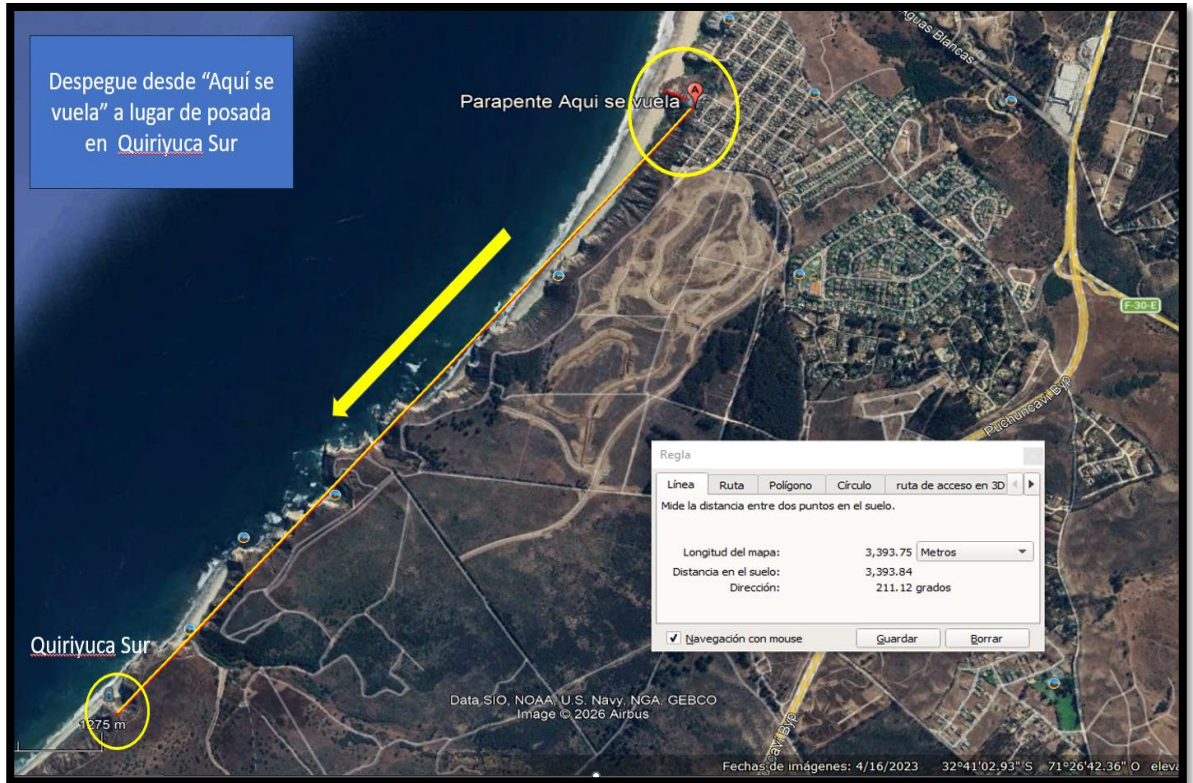 Despegue desde “Aquí se
vuela” a lugar de posada
en Quiriyuca Sur
Aguas Blancas
Parapente Aqui se vuela
A
F-30-E
Puchuncaví Byp
Regla
Línea Ruta Polígono Círculo ruta de acceso en 3D
Mide la distancia entre dos puntos en el suelo.
Longitud del mapa: 3,393.75 Metros
Distancia en el suelo: 3,393.84
Dirección: 211.12 grados
Navegación con mouse Guardar Borrar
Quiriyuca Sur
1275 m
Data SIO, NOAA, U.S. Navy, NGA, GEBCO
Image © 2026 Airbus
Fechas de imágenes: 4/16/2023 32°41'02.93" S 71°26'42.36" O eleva